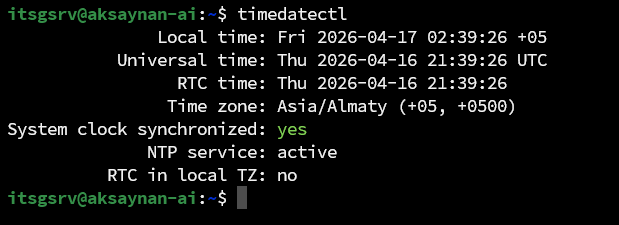 itsgsrv@aksaynan-ai:~$ timedatectl
Local time: Fri 2026-04-17 02:39:26 +05
Universal time: Thu 2026-04-16 21:39:26 UTC
RTC time: Thu 2026-04-16 21:39:26
Time zone: Asia/Almaty (+05, +0500)
System clock synchronized: yes
NTP service: active
RTC in local TZ: no
itsgsrv@aksaynan-ai:~$